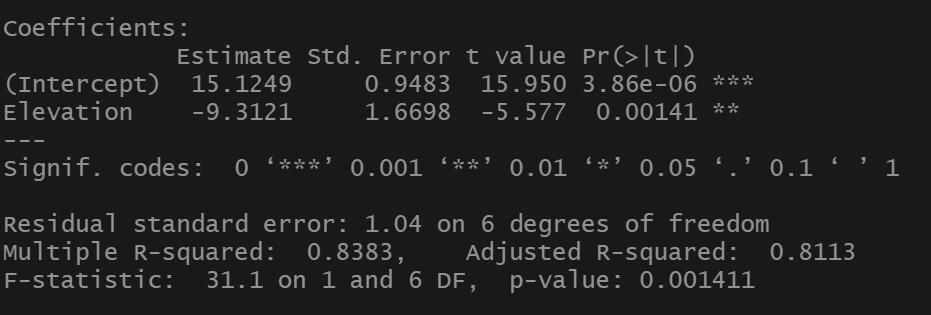 Coefficients:
            Estimate Std. Error t value Pr(>|t|)
(Intercept)  15.1249     0.9483  15.950 3.86e-06 ***
Elevation    -9.3121     1.6698  -5.577  0.00141 **
---
Signif. codes:  0 ‘***’ 0.001 ‘**’ 0.01 ‘*’ 0.05 ‘.’ 0.1 ‘ ’ 1
Residual standard error: 1.04 on 6 degrees of freedom
Multiple R-squared:  0.8383,    Adjusted R-squared:  0.8113
F-statistic:  31.1 on 1 and 6 DF,  p-value: 0.001411